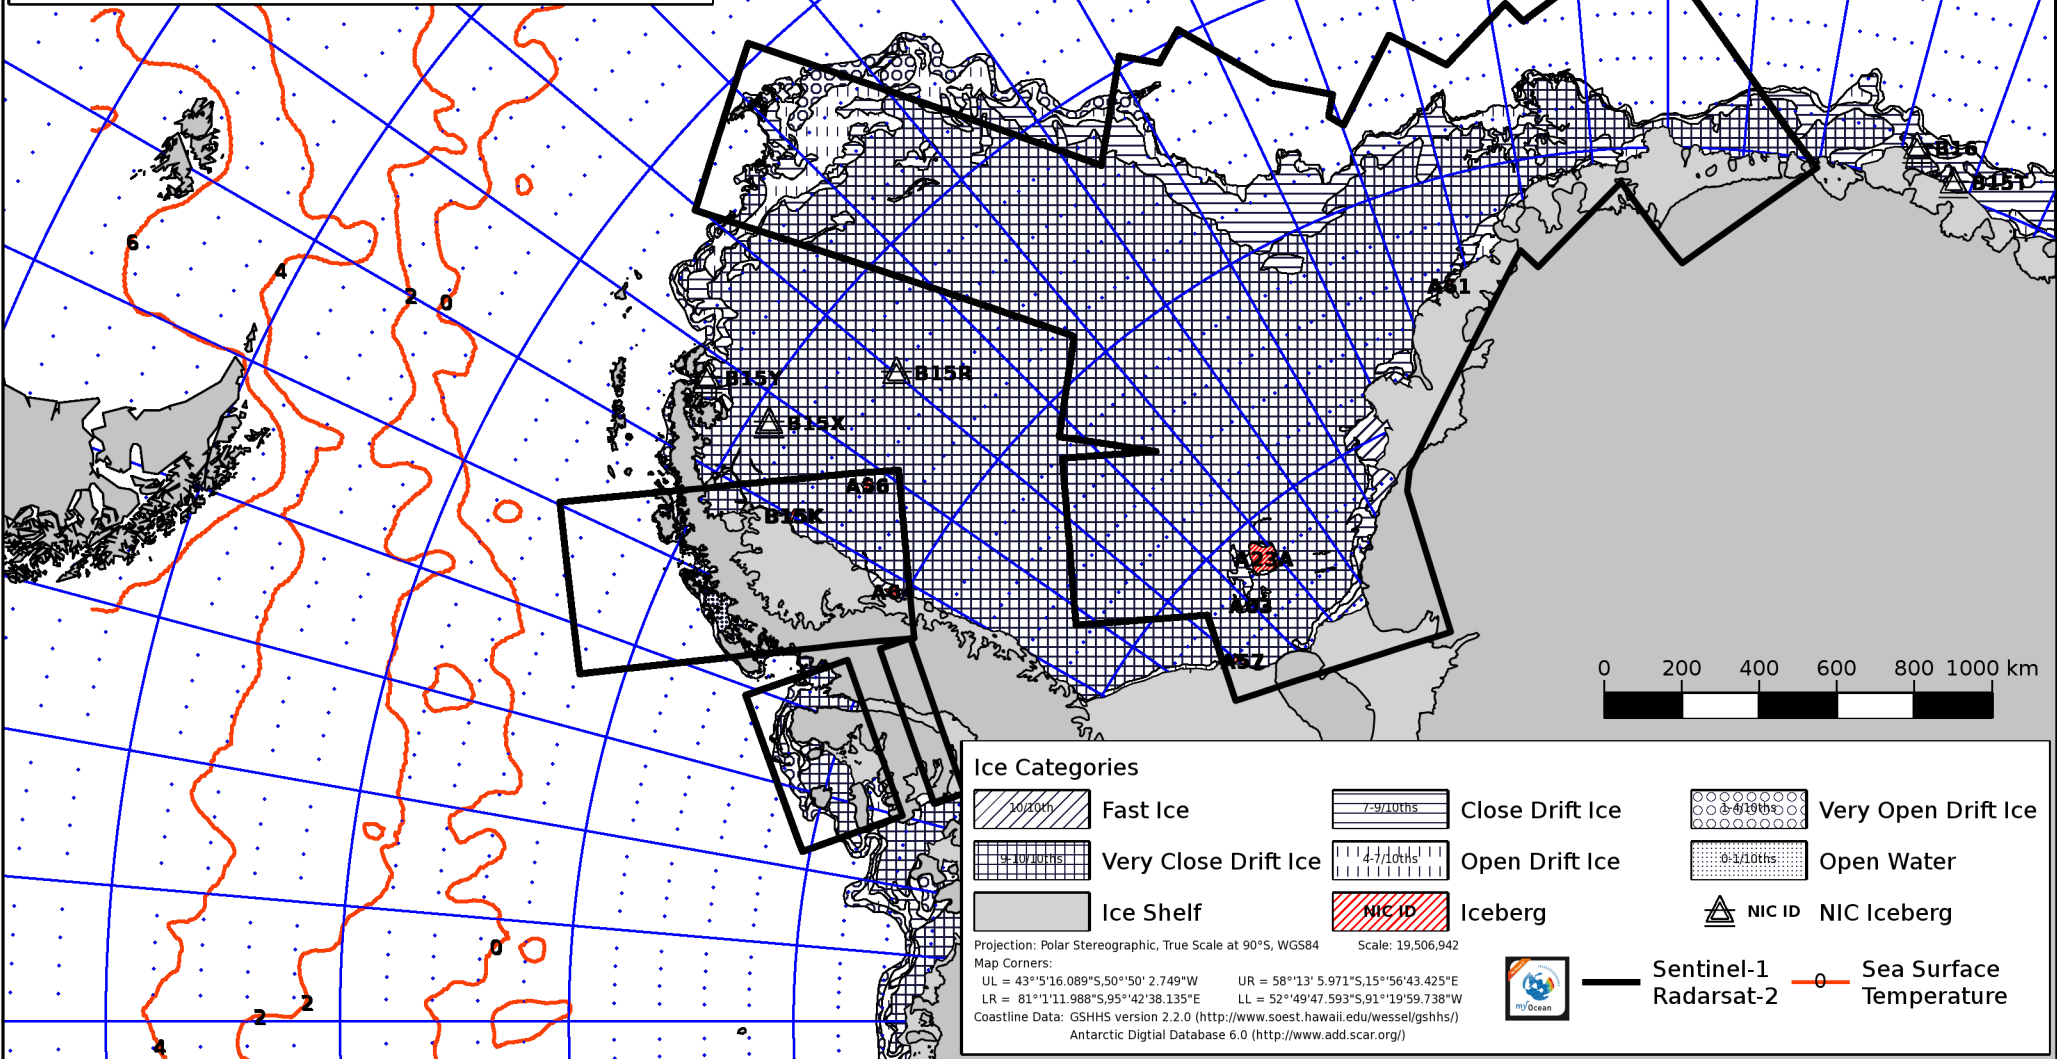 B16
B15T
6
4
A61
2
0
B15R
B15Y
B15X
A56
B15K
A23A
A63
A57
0 200 400 600 800 1000 km
Ice Categories
10/10th Fast Ice 7-9/10ths Close Drift Ice 1-4/10ths Very Open Drift Ice
9-10/10ths Very Close Drift Ice 4-7/10ths Open Drift Ice 0-1/10ths Open Water
Ice Shelf NIC ID Iceberg NIC ID NIC Iceberg
Projection: Polar Stereographic, True Scale at 90°S, WGS84 Scale: 19,506,942
Map Corners:
UL = 43°'5'16.089"S,50°'50' 2.749"W UR = 58°13' 5.971"S,15°'56'43.425"E
LR = 81°1'11.988"S,95°'42'38.135"E LL = 52°'49'47.593"S,91°'19'59.738"W
Coastline Data: GSHHS version 2.2.0 (http://www.soest.hawaii.edu/wessel/gshhs/)
Antarctic Digtial Database 6.0 (http://www.add.scar.org/)
my Ocean
Sentinel-1
Radarsat-2
0
Sea Surface
Temperature
0
2
2
4